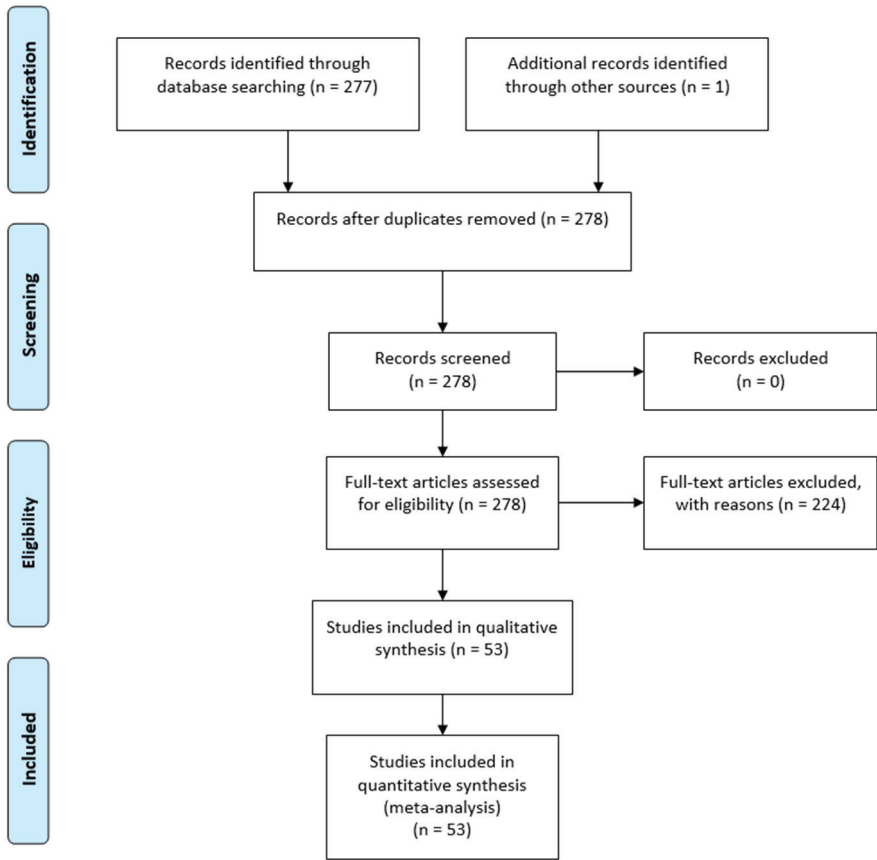 Identification
Records identified through
database searching (n = 277)
Additional records identified
through other sources (n = 1)
Records after duplicates removed (n = 278)
Screening
Records screened
(n = 278)
Records excluded
(n = 0)
Eligibility
Full-text articles assessed
for eligibility (n = 278)
Full-text articles excluded,
with reasons (n = 224)
Studies included in qualitative
synthesis (n = 53)
Included
Studies included in
quantitative synthesis
(meta-analysis)
(n = 53)